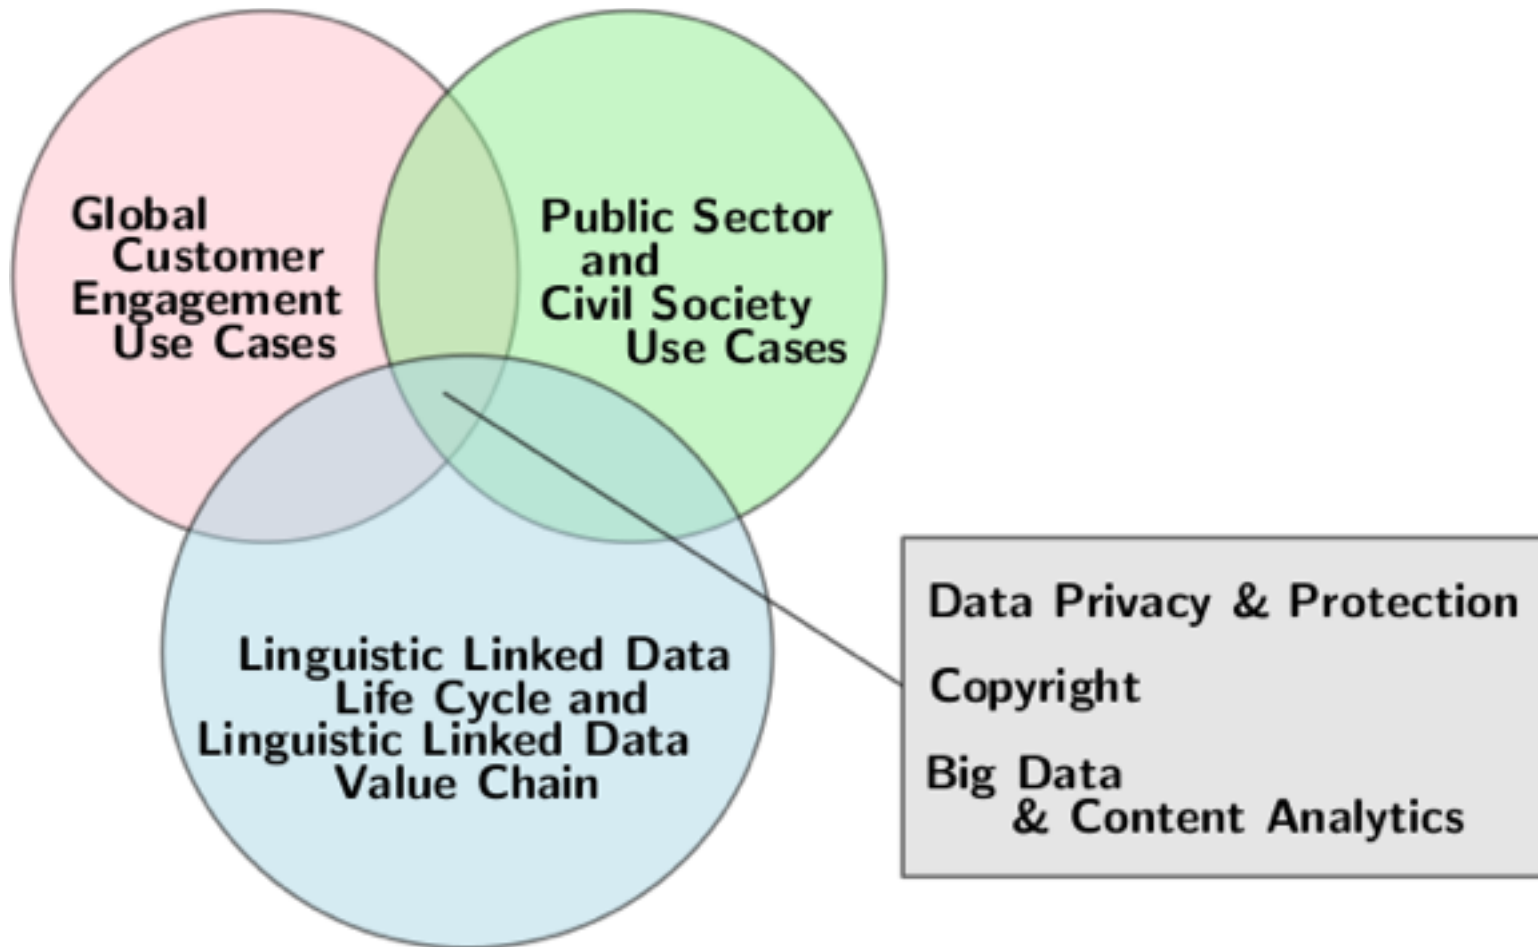 Global
Customer
Engagement
Use Cases
Public Sector
and
Civil Society
Use Cases
Linguistic Linked Data
Life Cycle and
Linguistic Linked Data
Value Chain
Data Privacy & Protection
Copyright
Big Data
& Content Analytics